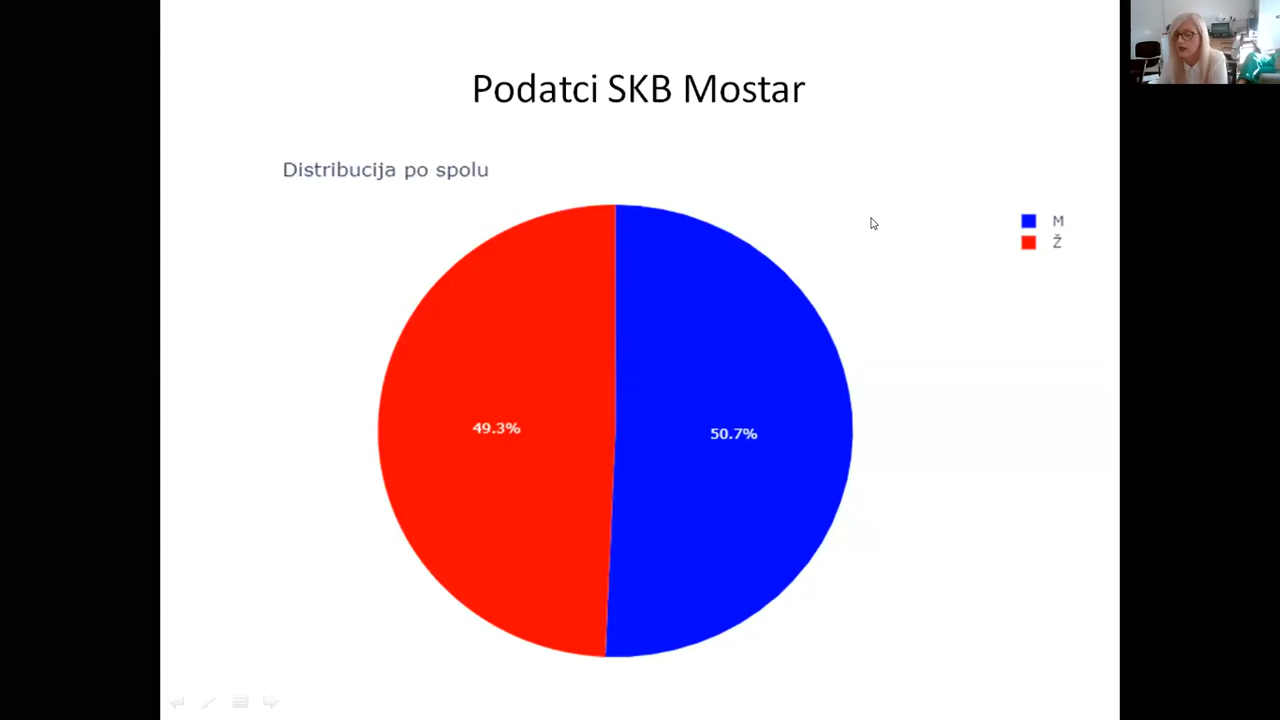 Podatci SKB Mostar
Distribucija po spolu
M
Ž
49.3%
50.7%